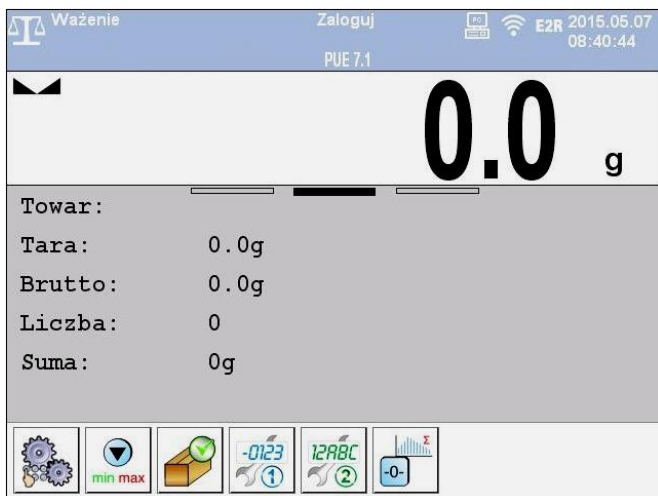 Ważenie Zaloguj PC E2R 2015.05.07
08:40:44
PUE 7.1
0.0 g
Towar:
Tara: 0.0g
Brutto: 0.0g
Liczba: 0
Suma: 0g
min max -0123 1 12ABC 2 Σ -0-